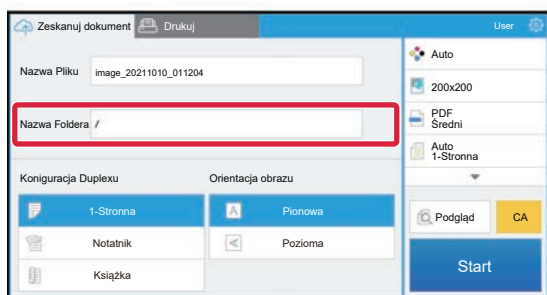 Zeskanuj dokument Drukuj User
Nazwa Pliku image_20211010_011204
Nazwa Foldera /
Koniguracja Duplexu Orientacja obrazu
1-Stronna A Pionowa
Notatnik A Pozioma
Książka
Auto
200x200
PDF
Średni
Auto
1-Stronna
Podgląd CA
Start